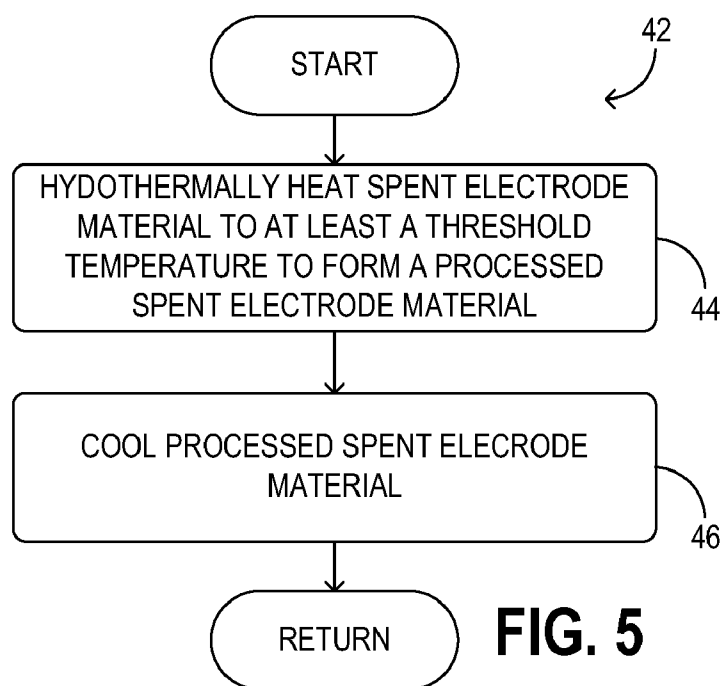 START
42
HYDOTHERMALLY HEAT SPENT ELECTRODE
MATERIAL TO AT LEAST A THRESHOLD
TEMPERATURE TO FORM A PROCESSED
SPENT ELECTRODE MATERIAL
44
COOL PROCESSED SPENT ELECRODE
MATERIAL
46
RETURN
FIG. 5